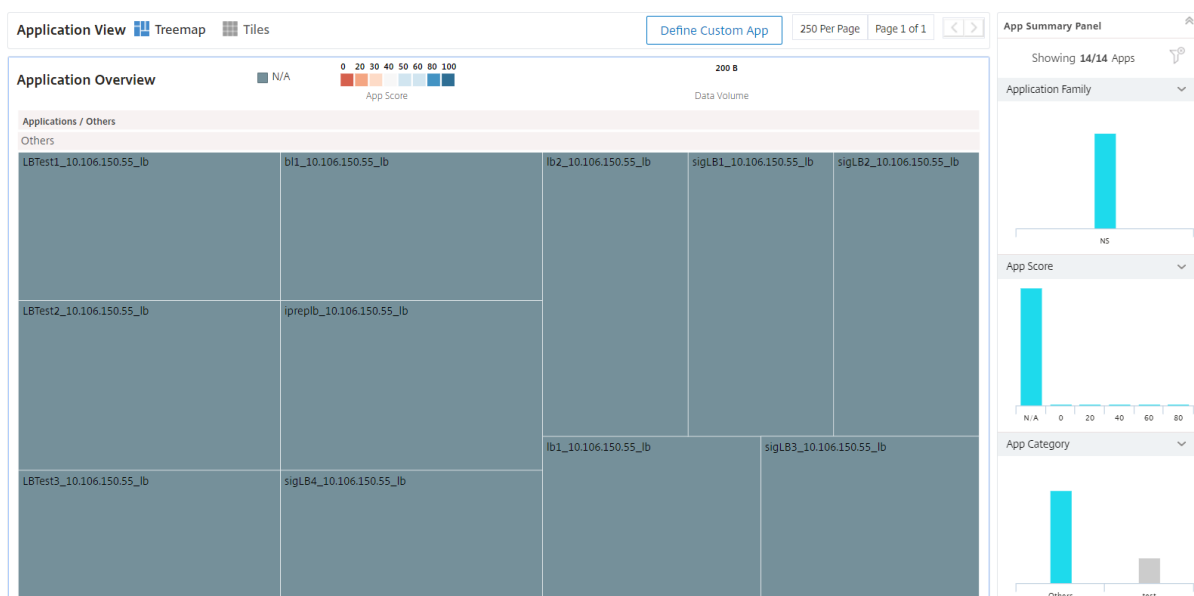 Application View Treemap Tiles Define Custom App 250 Per Page Page 1 of 1
Application Overview
N/A
0 20 30 40 50 60 80 100
App Score
200 B
Data Volume
Applications / Others
Others
LBTest1_10.106.150.55_lb
bl1_10.106.150.55_lb
lb2_10.106.150.55_lb
sigLB1_10.106.150.55_lb
sigLB2_10.106.150.55_lb
LBTest2_10.106.150.55_lb
ipreplb_10.106.150.55_lb
lb1_10.106.150.55_lb
sigLB3_10.106.150.55_lb
LBTest3_10.106.150.55_lb
sigLB4_10.106.150.55_lb
App Summary Panel
Showing 14/14 Apps
Application Family
NS
App Score
N/A 0 20 40 60 80
App Category
Others test